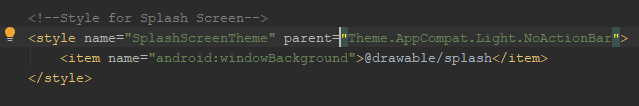 <!--Style for Splash Screen-->
<style name="SplashScreenTheme" parent="Theme.AppCompat.Light.NoActionBar">
<item name="android:windowBackground">@drawable/splash</item>
</style>